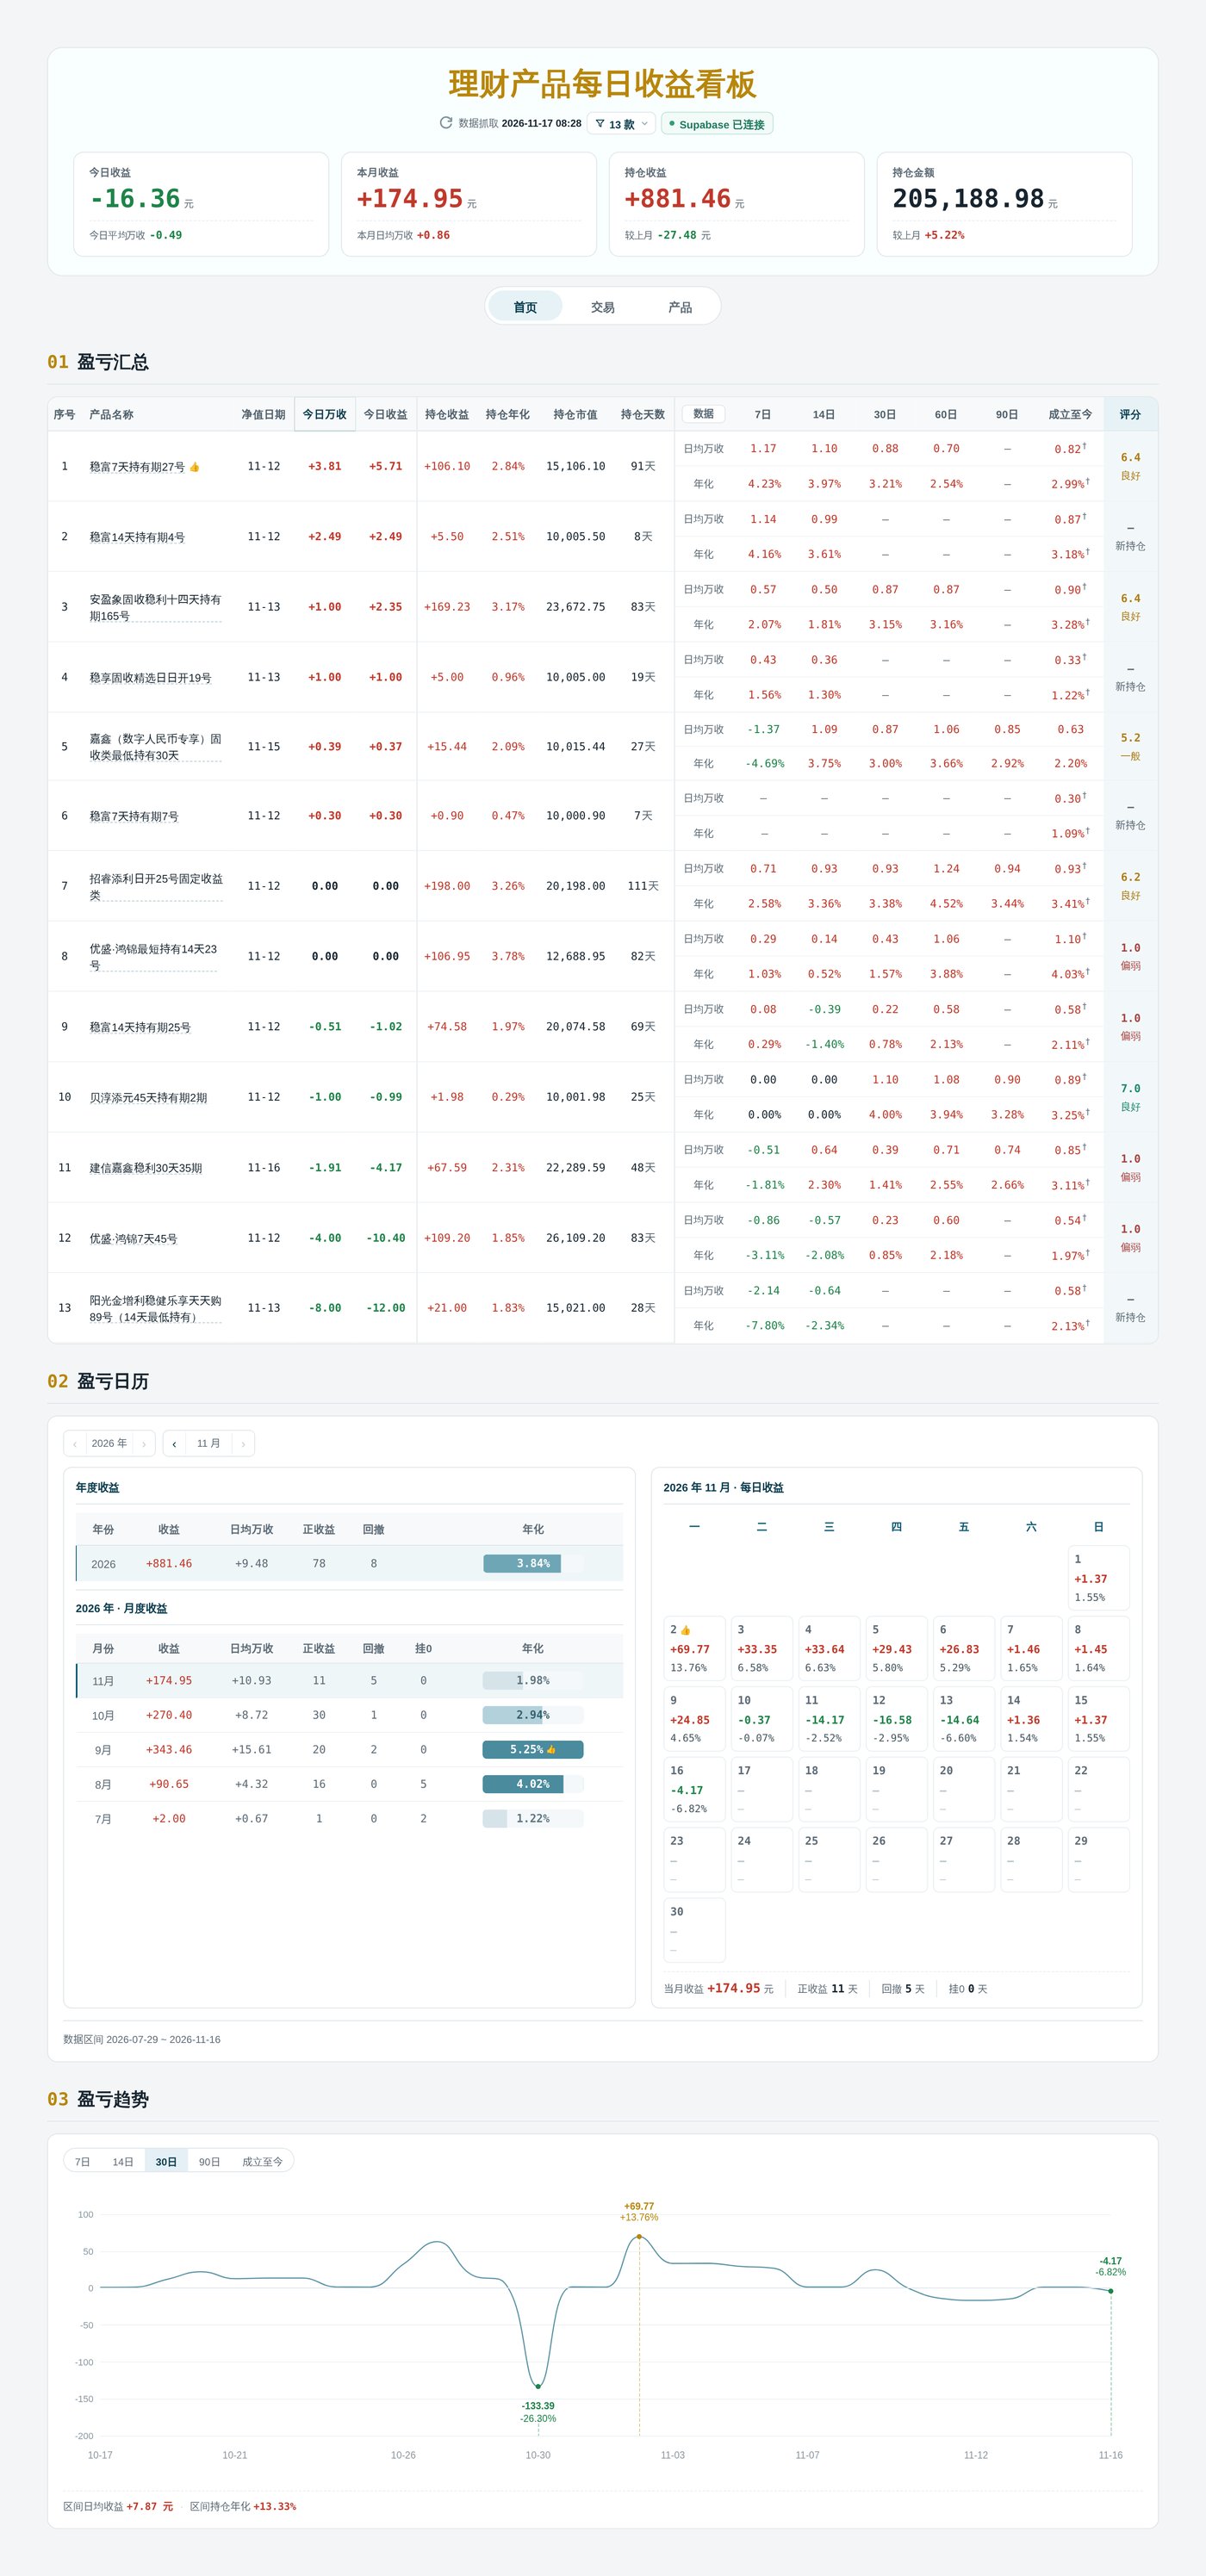 理财产品每日收益看板
数据抓取 2026-11-17 08:28 13 款 Supabase 已连接
今日收益 本月收益 持仓收益 持仓金额
-16.36 元 +174.95 元 +881.46 元 205,188.98 元
今日平均万收 -0.49 本月日均万收 +0.86 较上月 -27.48 元 较上月 +5.22%
首页 交易 产品
01 盈亏汇总
序号 产品名称 净值日期 今日万收 今日收益 持仓收益 持仓年化 持仓市值 持仓天数 数据 7日 14日 30日 60日 90日 成立至今 评分
1 稳富7天持有期27号 👍 11-12 +3.81 +5.71 +106.10 2.84% 15,106.10 91天
日均万收 1.17 1.10 0.88 0.70 — 0.82†
年化 4.23% 3.97% 3.21% 2.54% — 2.99%†
6.4
良好
2 稳富14天持有期4号 11-12 +2.49 +2.49 +5.50 2.51% 10,005.50 8天
日均万收 1.14 0.99 — — — 0.87†
年化 4.16% 3.61% — — — 3.18%†
—
新持仓
3 安盈象固收稳利十四天持有
期165号
11-13 +1.00 +2.35 +169.23 3.17% 23,672.75 83天
日均万收 0.57 0.50 0.87 0.87 — 0.90†
年化 2.07% 1.81% 3.15% 3.16% — 3.28%†
6.4
良好
4 稳享固收精选日日开19号 11-13 +1.00 +1.00 +5.00 0.96% 10,005.00 19天
日均万收 0.43 0.36 — — — 0.33†
年化 1.56% 1.30% — — — 1.22%†
—
新持仓
5 嘉鑫（数字人民币专享）固
收类最低持有30天
11-15 +0.39 +0.37 +15.44 2.09% 10,015.44 27天
日均万收 -1.37 1.09 0.87 1.06 0.85 0.63
年化 -4.69% 3.75% 3.00% 3.66% 2.92% 2.20%
5.2
一般
6 稳富7天持有期7号 11-12 +0.30 +0.30 +0.90 0.47% 10,000.90 7天
日均万收 — — — — — 0.30†
年化 — — — — — 1.09%†
—
新持仓
7 招睿添利日开25号固定收益
类
11-12 0.00 0.00 +198.00 3.26% 20,198.00 111天
日均万收 0.71 0.93 0.93 1.24 0.94 0.93†
年化 2.58% 3.36% 3.38% 4.52% 3.44% 3.41%†
6.2
良好
8 优盛·鸿锦最短持有14天23
号
11-12 0.00 0.00 +106.95 3.78% 12,688.95 82天
日均万收 0.29 0.14 0.43 1.06 — 1.10†
年化 1.03% 0.52% 1.57% 3.88% — 4.03%†
1.0
偏弱
9 稳富14天持有期25号 11-12 -0.51 -1.02 +74.58 1.97% 20,074.58 69天
日均万收 0.08 -0.39 0.22 0.58 — 0.58†
年化 0.29% -1.40% 0.78% 2.13% — 2.11%†
1.0
偏弱
10 贝淳添元45天持有期2期 11-12 -1.00 -0.99 +1.98 0.29% 10,001.98 25天
日均万收 0.00 0.00 1.10 1.08 0.90 0.89†
年化 0.00% 0.00% 4.00% 3.94% 3.28% 3.25%†
7.0
良好
11 建信嘉鑫稳利30天35期 11-16 -1.91 -4.17 +67.59 2.31% 22,289.59 48天
日均万收 -0.51 0.64 0.39 0.71 0.74 0.85†
年化 -1.81% 2.30% 1.41% 2.55% 2.66% 3.11%†
1.0
偏弱
12 优盛·鸿锦7天45号 11-12 -4.00 -10.40 +109.20 1.85% 26,109.20 83天
日均万收 -0.86 -0.57 0.23 0.60 — 0.54†
年化 -3.11% -2.08% 0.85% 2.18% — 1.97%†
1.0
偏弱
13 阳光金增利稳健乐享天天购
89号（14天最低持有）
11-13 -8.00 -12.00 +21.00 1.83% 15,021.00 28天
日均万收 -2.14 -0.64 — — — 0.58†
年化 -7.80% -2.34% — — — 2.13%†
—
新持仓
02 盈亏日历
‹ 2026 年 › ‹ 11 月 ›
年度收益
年份 收益 日均万收 正收益 回撤 年化
2026 +881.46 +9.48 78 8 3.84%
2026 年 · 月度收益
月份 收益 日均万收 正收益 回撤 挂0 年化
11月 +174.95 +10.93 11 5 0 1.98%
10月 +270.40 +8.72 30 1 0 2.94%
9月 +343.46 +15.61 20 2 0 5.25% 👍
8月 +90.65 +4.32 16 0 5 4.02%
7月 +2.00 +0.67 1 0 2 1.22%
2026 年 11 月 · 每日收益
一 二 三 四 五 六 日
1
+1.37
1.55%
2 👍 3 4 5 6 7 8
+69.77 +33.35 +33.64 +29.43 +26.83 +1.46 +1.45
13.76% 6.58% 6.63% 5.80% 5.29% 1.65% 1.64%
9 10 11 12 13 14 15
+24.85 -0.37 -14.17 -16.58 -14.64 +1.36 +1.37
4.65% -0.07% -2.52% -2.95% -6.60% 1.54% 1.55%
16 17 18 19 20 21 22
-4.17 — — — — — —
-6.82% — — — — — —
23 24 25 26 27 28 29
— — — — — — —
— — — — — — —
30
—
—
当月收益 +174.95 元 正收益 11 天 回撤 5 天 挂0 0 天
数据区间 2026-07-29 ~ 2026-11-16
03 盈亏趋势
7日 14日 30日 90日 成立至今
+69.77
+13.76%
-4.17
-6.82%
-133.39
-26.30%
100
50
0
-50
-100
-150
-200
10-17 10-21 10-26 10-30 11-03 11-07 11-12 11-16
区间日均收益 +7.87 元 · 区间持仓年化 +13.33%